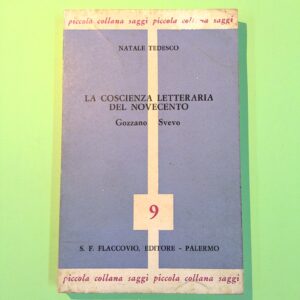 piccola collana saggi piccola collana saggi
NATALE TEDESCO
LA COSCIENZA LETTERARIA
DEL NOVECENTO
Gozzano Svevo
9
S. F. FLACCOVIO, EDITORE - PALERMO
piccola collana saggi piccola collana saggi